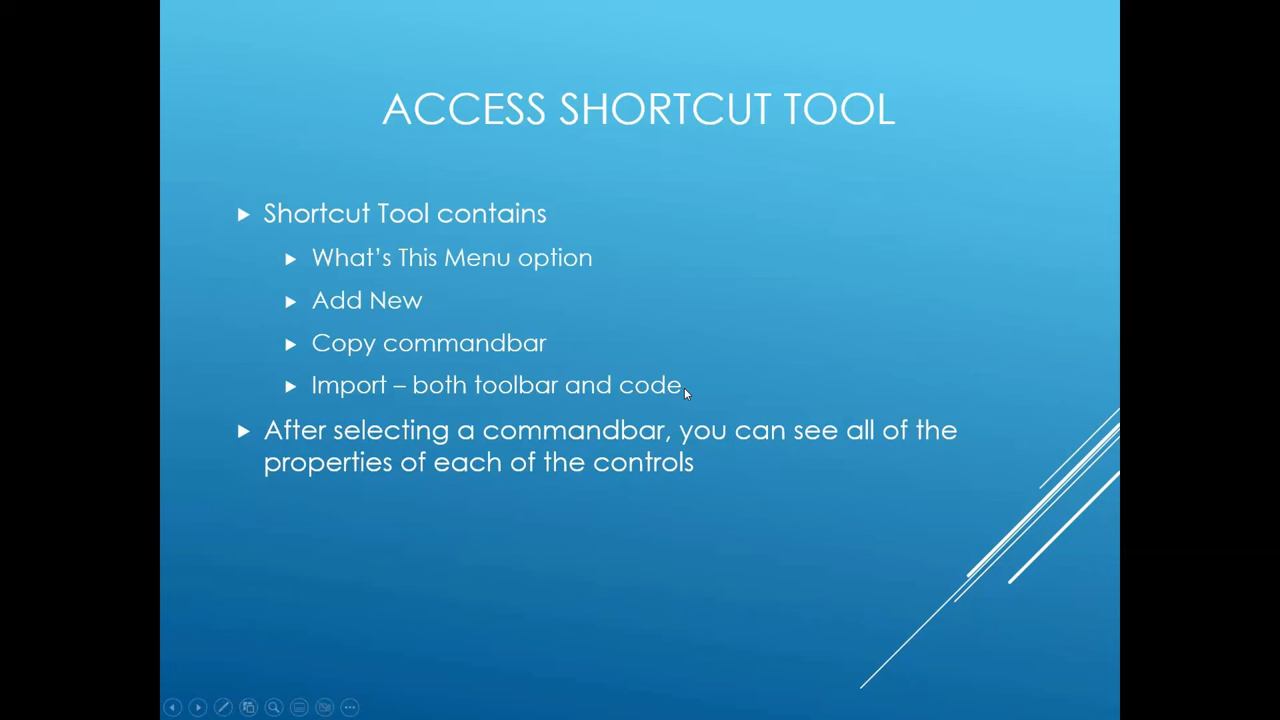 ACCESS SHORTCUT TOOL
Shortcut Tool contains
What's This Menu option
Add New
Copy commandbar
Import – both toolbar and code
After selecting a commandbar, you can see all of the
properties of each of the controls